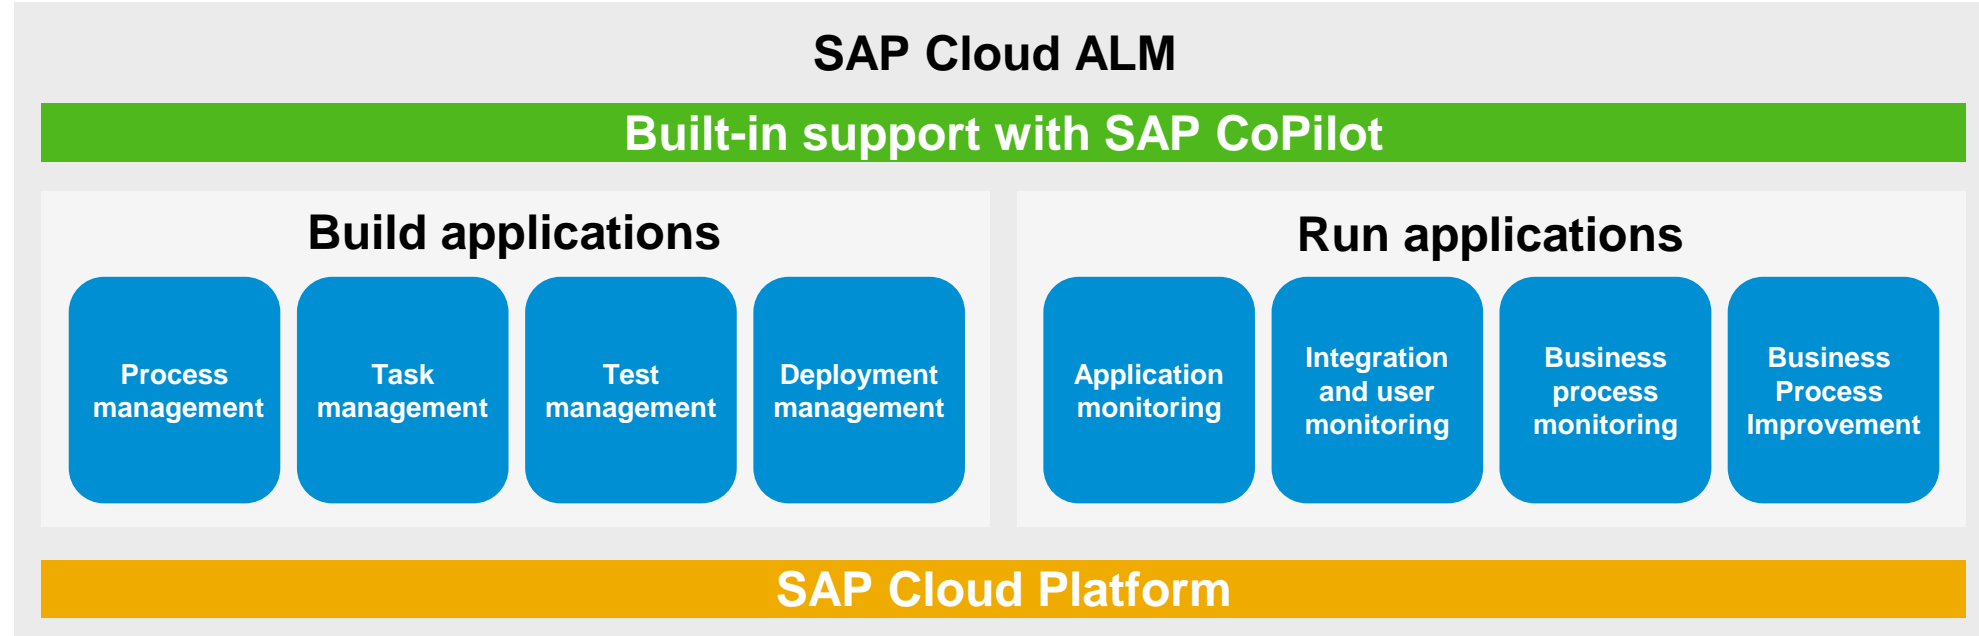 SAP Cloud ALM
Built-in support with SAP CoPilot
Build applications
Process
management
Task
management
Test
management
Deployment
management
Run applications
Application
monitoring
Integration
and user
monitoring
Business
process
monitoring
Business
Process
Improvement
SAP Cloud Platform